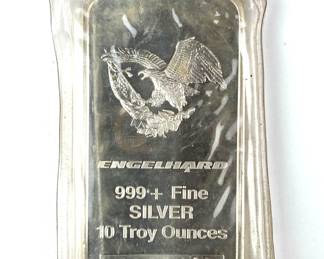 ENGELHARD
999+ Fine
SILVER
10 Troy Ounces